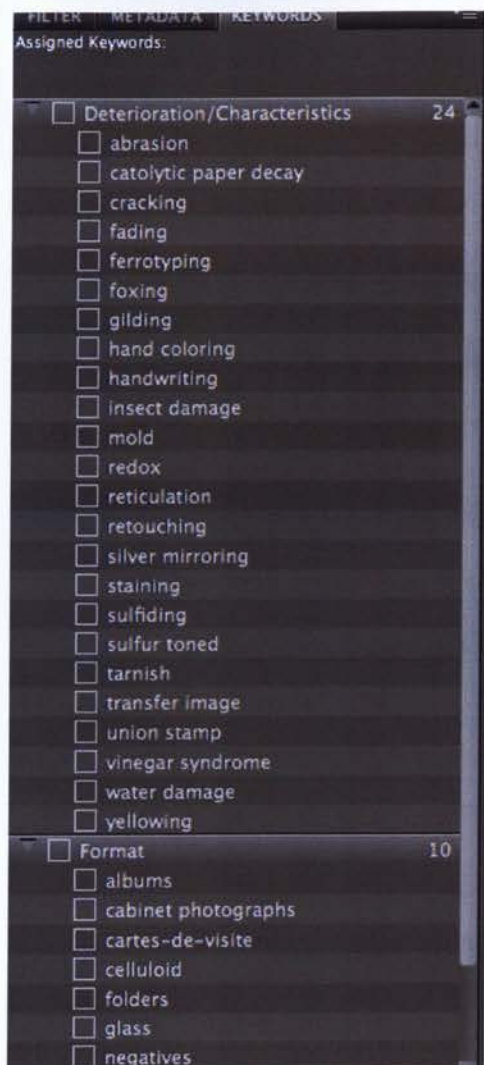 FILTER METADATA KEYWORDS
Assigned Keywords:
Deterioration/Characteristics 24
abrasion
catolytic paper decay
cracking
fading
ferrotyping
foxing
gilding
hand coloring
handwriting
insect damage
mold
redox
reticulation
retouching
silver mirroring
staining
sulfiding
sulfur toned
tarnish
transfer image
union stamp
vinegar syndrome
water damage
yellowing
Format 10
albums
cabinet photographs
cartes-de-visite
celluloid
folders
glass
negatives